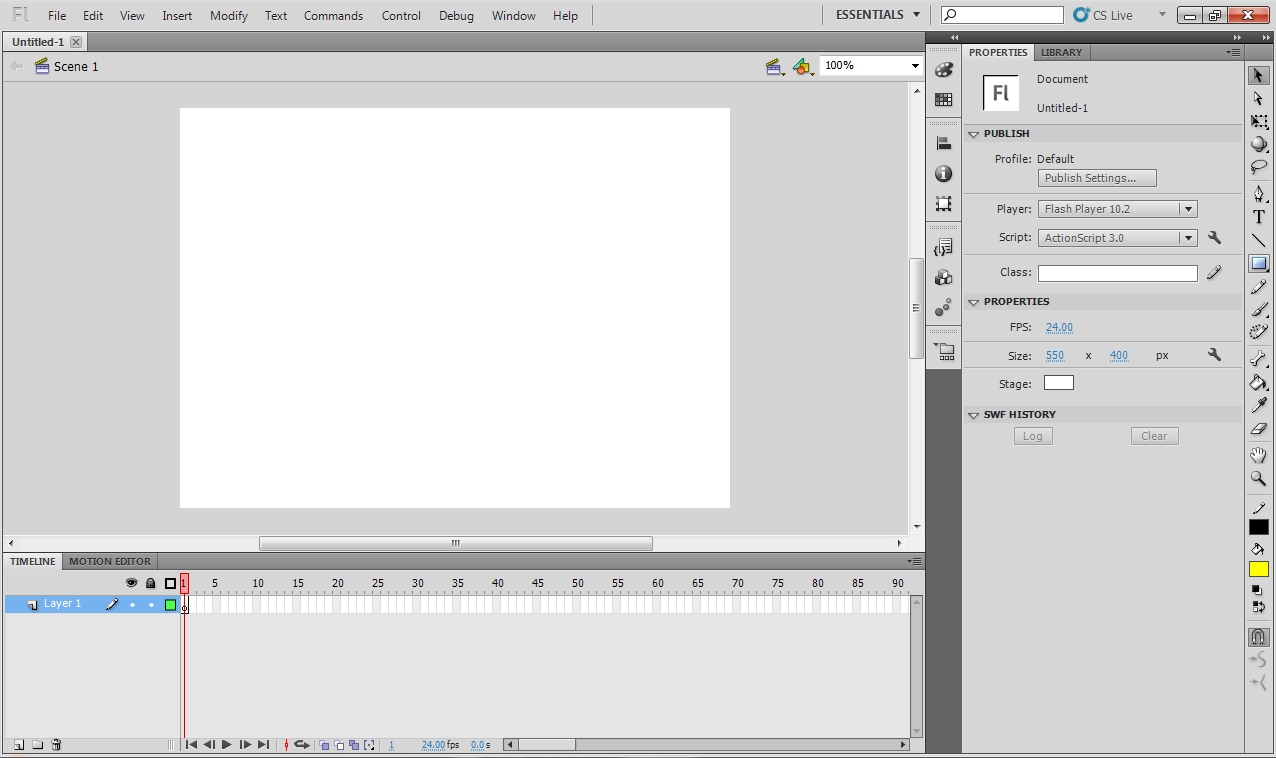 Fl File Edit View Insert Modify Text Commands Control Debug Window Help ESSENTIALS CS Live
Untitled-1
Scene 1 100%
PROPERTIES LIBRARY
Fl Document
Untitled-1
PUBLISH
Profile: Default
Publish Settings...
Player: Flash Player 10.2
Script: ActionScript 3.0
Class:
PROPERTIES
FPS: 24.00
Size: 550 x 400 px
Stage:
SWF HISTORY
Log Clear
TIMELINE MOTION EDITOR
1 5 10 15 20 25 30 35 40 45 50 55 60 65 70 75 80 85 90
Layer 1
1 24.00 fps 0.0 s